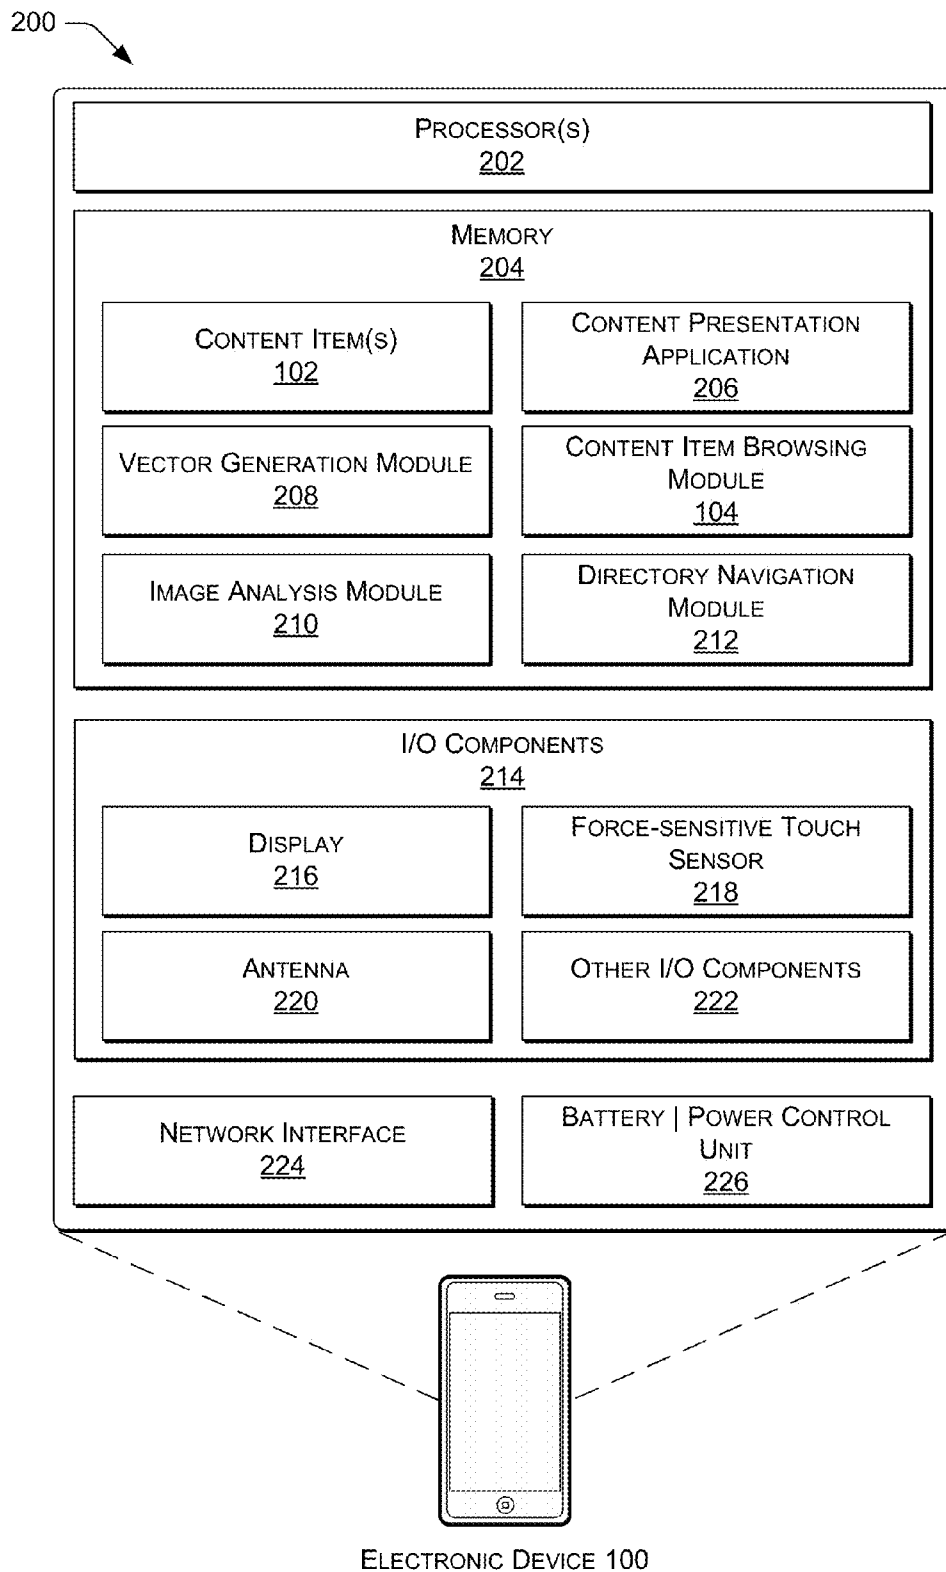 200
PROCESSOR(S)
202
MEMORY
204
CONTENT ITEM(S)
102
CONTENT PRESENTATION
APPLICATION
206
VECTOR GENERATION MODULE
208
CONTENT ITEM BROWSING
MODULE
104
IMAGE ANALYSIS MODULE
210
DIRECTORY NAVIGATION
MODULE
212
I/O COMPONENTS
214
DISPLAY
216
FORCE-SENSITIVE TOUCH
SENSOR
218
ANTENNA
220
OTHER I/O COMPONENTS
222
NETWORK INTERFACE
224
BATTERY | POWER CONTROL
UNIT
226
ELECTRONIC DEVICE 100